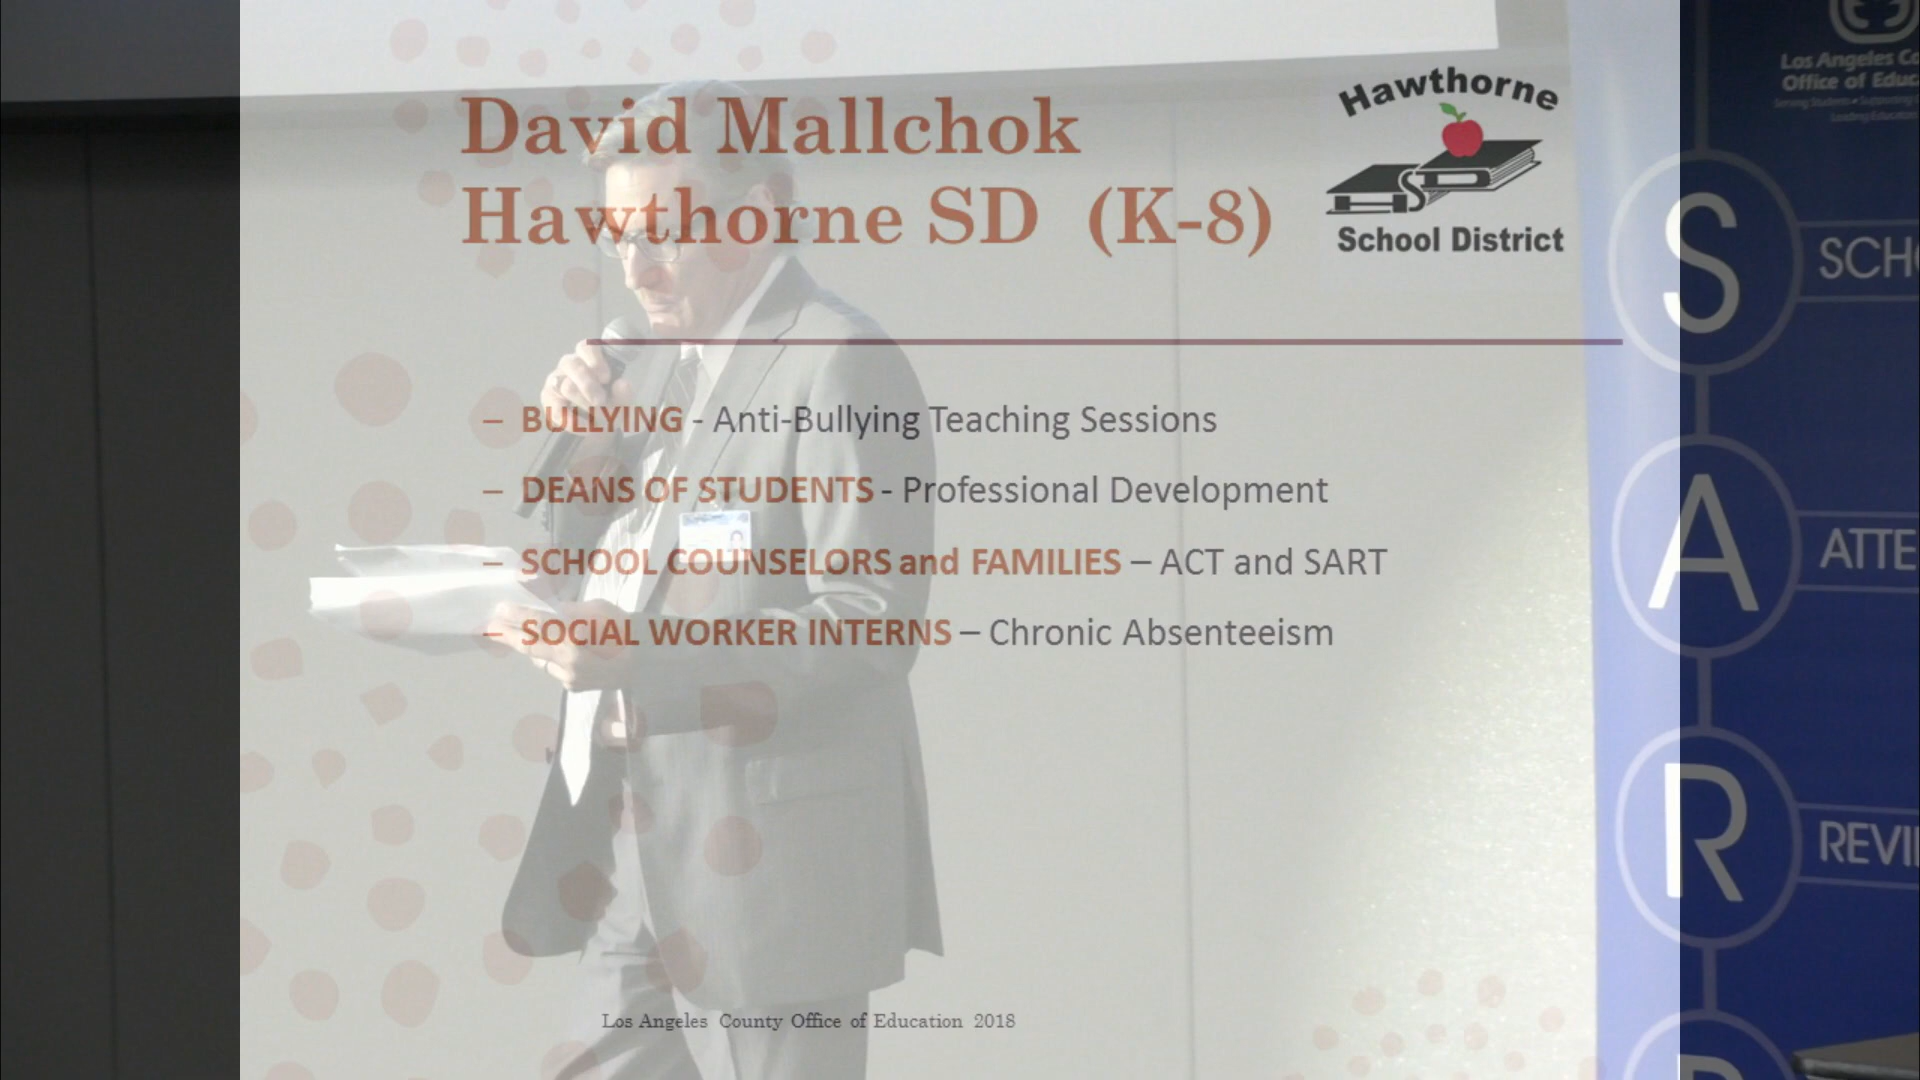 David Mallchok
Hawthorne SD (K-8)
Hawthorne
School District
– BULLYING - Anti-Bullying Teaching Sessions
– DEANS OF STUDENTS - Professional Development
– SCHOOL COUNSELORS and FAMILIES – ACT and SART
– SOCIAL WORKER INTERNS – Chronic Absenteeism
Los Angeles County Office of Education 2018
Los Angeles Co
Office of Educ
S
SCH
A
ATTE
R
REVI